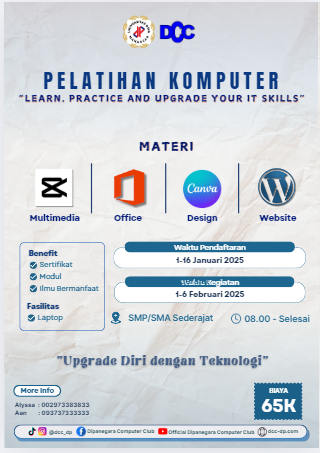 DCC
PELATIHAN KOMPUTER
"LEARN. PRACTICE AND UPGRADE YOUR IT SKILLS"
MATERI
Canva
Multimedia
Office
Design
Website
Benefit
Sertifikat
Modul
Ilmu Bermanfaat
Fasilitas
Laptop
Waktu Pendaftaran
1-16 Januari 2025
Waktu Kegiatan
1-6 Februari 2025
SMP/SMA Sederajat
08.00 - Selesai
"Upgrade Diri dengan Teknologi"
More Info
Alyssa : 002973383833
Aan : 093737333333
BIAYA
65K
@dcc_dp
Dipanegara Computer Club
Official Dipanegara Computer Club
dcc-dp.com